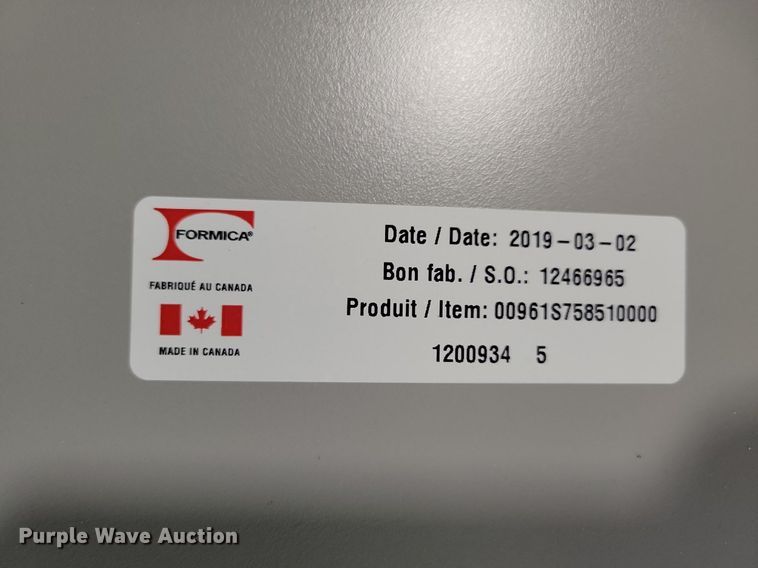 FORMICA®
FABRIQUÉ AU CANADA
MADE IN CANADA
Date / Date: 2019-03-02
Bon fab. / S.O.: 12466965
Produit / Item: 00961S758510000
1200934 5
Purple Wave Auction